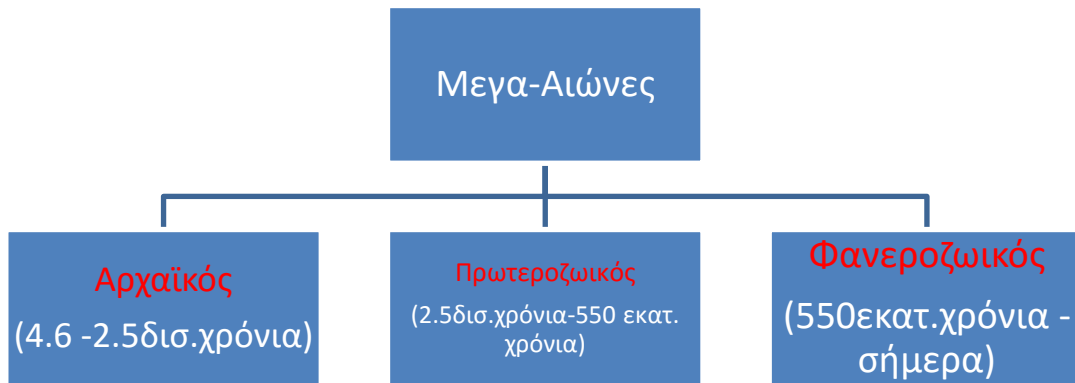 Μεγα-Αιώνες
Αρχαϊκός
(4.6 -2.5δισ.χρόνια)
Πρωτεροζωικός
(2.5δισ.χρόνια-550 εκατ.
χρόνια)
Φανεροζωικός
(550εκατ.χρόνια -
σήμερα)